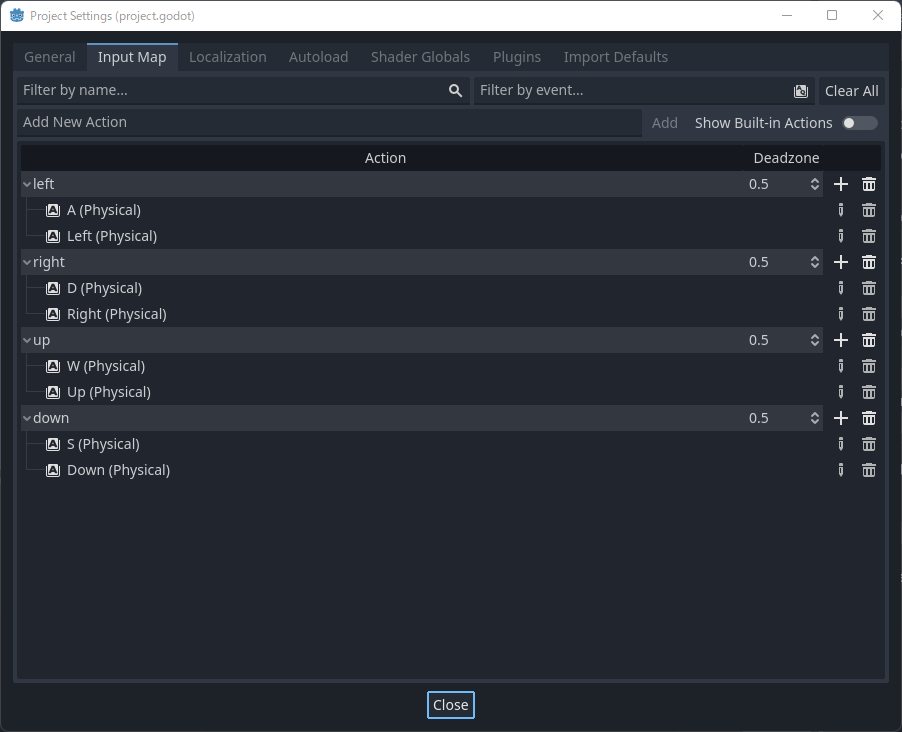 Project Settings (project.godot)
General Input Map Localization Autoload Shader Globals Plugins Import Defaults
Filter by name... Filter by event... Clear All
Add New Action Add Show Built-in Actions
Action Deadzone
left 0.5
A (Physical)
Left (Physical)
right 0.5
D (Physical)
Right (Physical)
up 0.5
W (Physical)
Up (Physical)
down 0.5
S (Physical)
Down (Physical)
Close